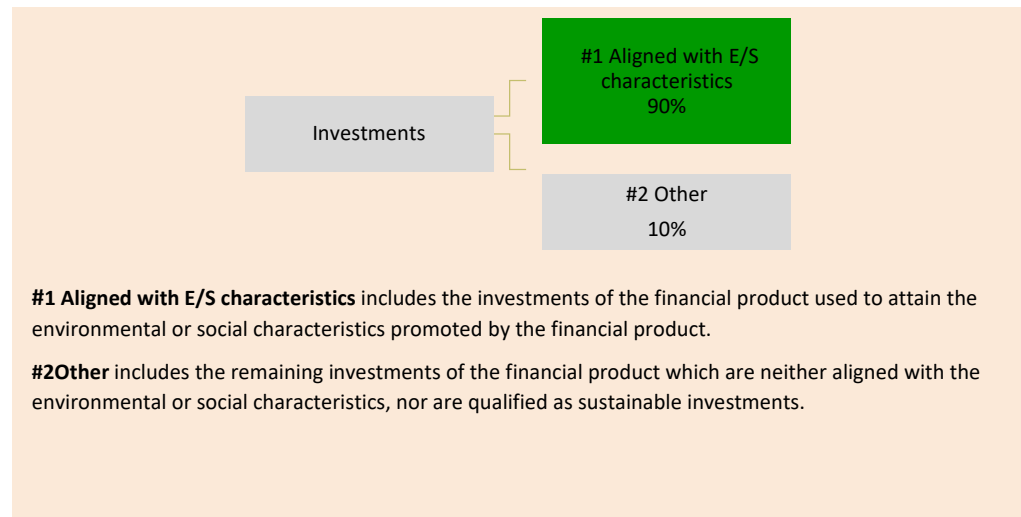 #1 Aligned with E/S
characteristics
90%
Investments
#2 Other
10%
#1 Aligned with E/S characteristics includes the investments of the financial product used to attain the
environmental or social characteristics promoted by the financial product.
#2Other includes the remaining investments of the financial product which are neither aligned with the
environmental or social characteristics, nor are qualified as sustainable investments.